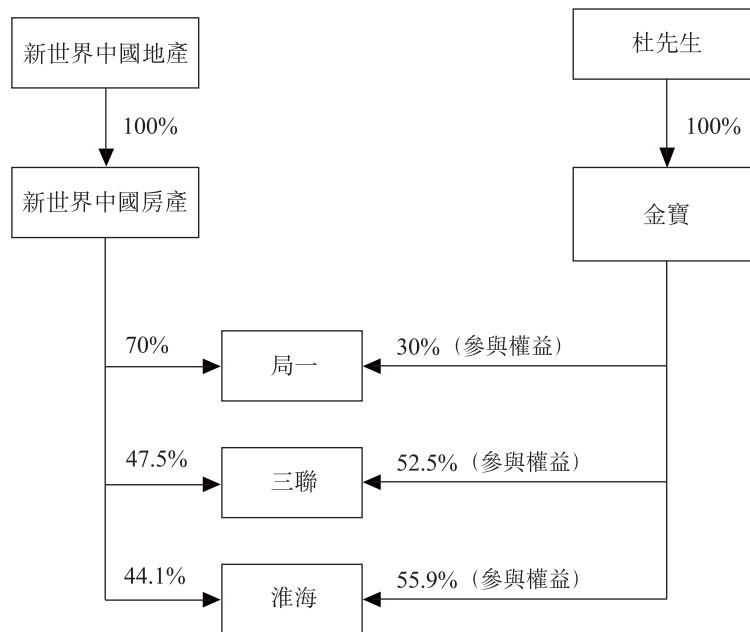 新世界中國地產
杜先生
100%
100%
新世界中國房產
金寶
70%
局一
30%（參與權益）
47.5%
三聯
52.5%（參與權益）
44.1%
淮海
55.9%（參與權益）